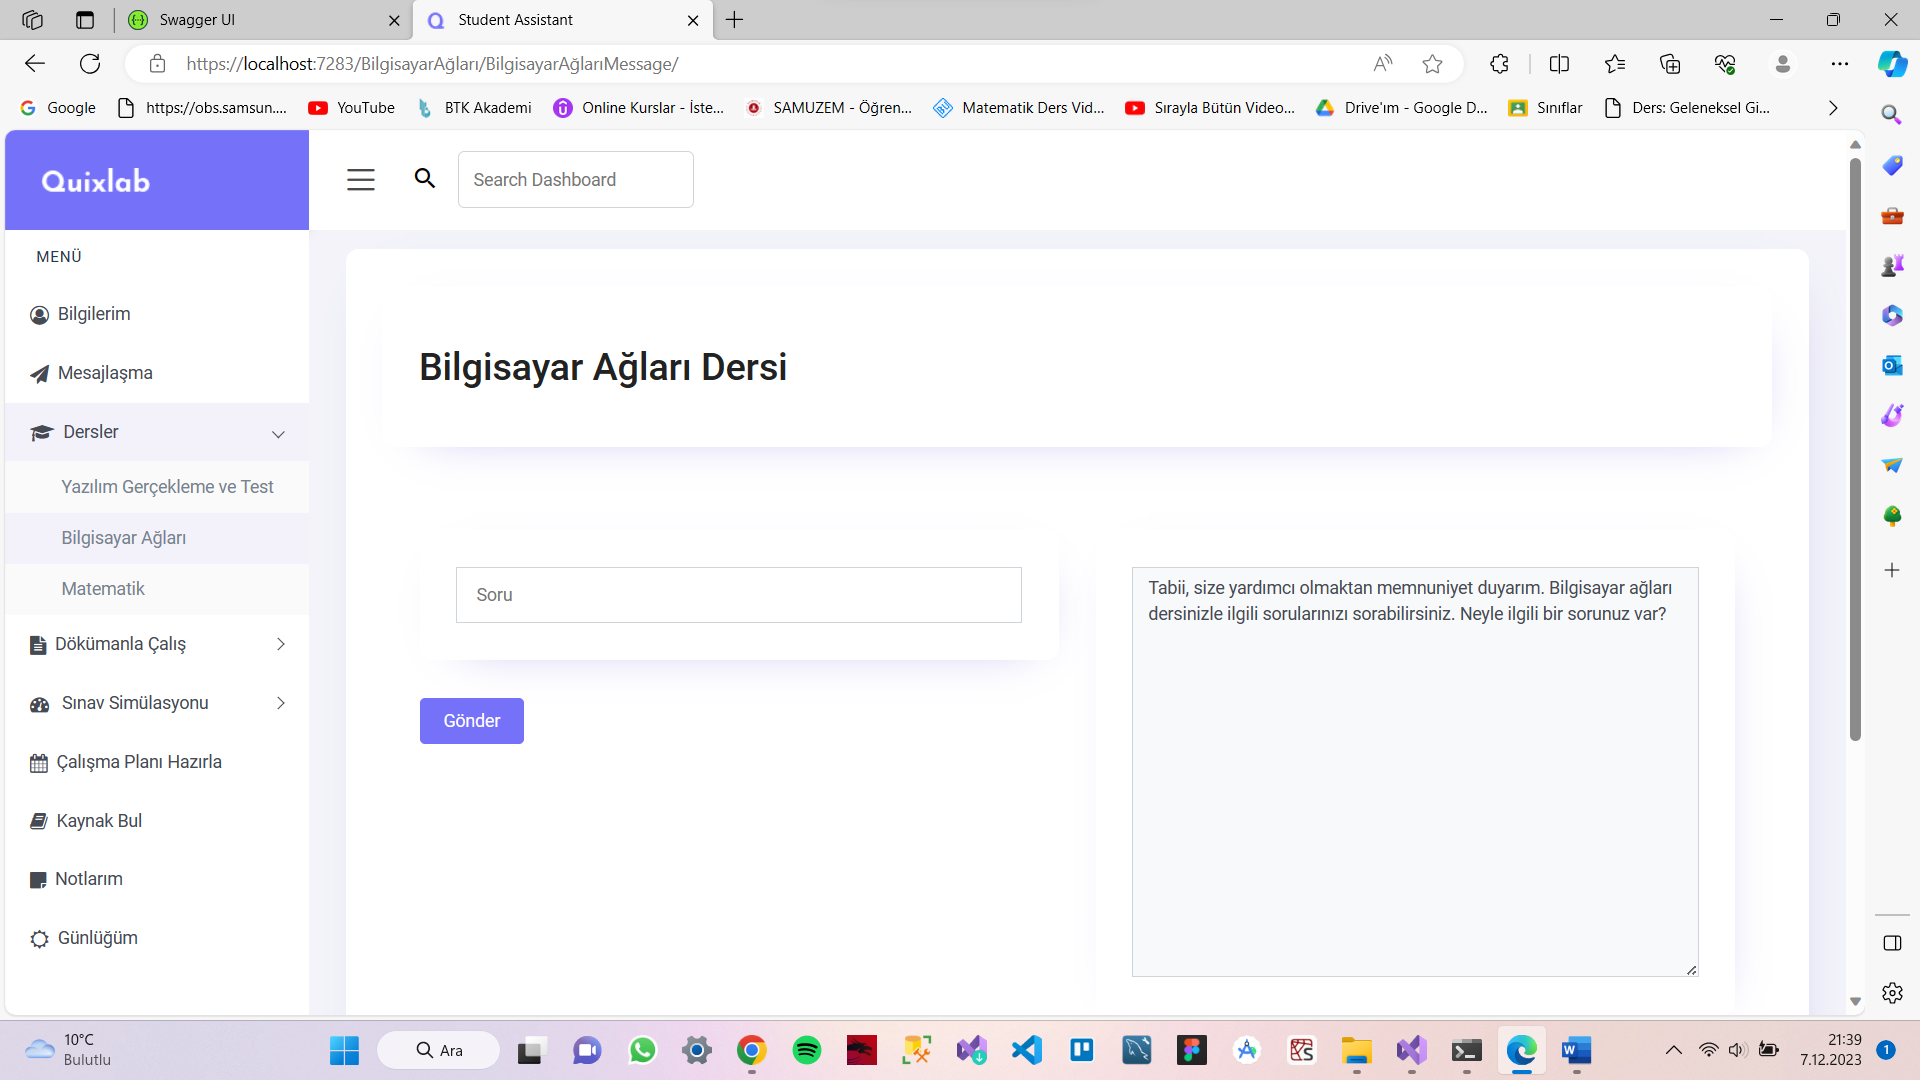 Swagger UI
Student Assistant
https://localhost:7283/BilgisayarAğları/BilgisayarAğlarıMessage/
Google
https://obs.samsun....
YouTube
BTK Akademi
Online Kurslar - İste...
SAMUZEM - Öğren...
Matematik Ders Vid...
Sırayla Bütün Video...
Drive'ım - Google D...
Sınıflar
Ders: Geleneksel Gi...
Quixlab
Search Dashboard
MENÜ
Bilgilerim
Mesajlaşma
Dersler
Yazılım Gerçekleme ve Test
Bilgisayar Ağları
Matematik
Dökümanla Çalış
Sınav Simülasyonu
Çalışma Planı Hazırla
Kaynak Bul
Notlarım
Günlüğüm
Bilgisayar Ağları Dersi
Soru
Gönder
Tabii, size yardımcı olmaktan memnuniyet duyarım. Bilgisayar ağları
dersinizle ilgili sorularınızı sorabilirsiniz. Neyle ilgili bir sorunuz var?
10°C
Bulutlu
Ara
21:39
7.12.2023
1